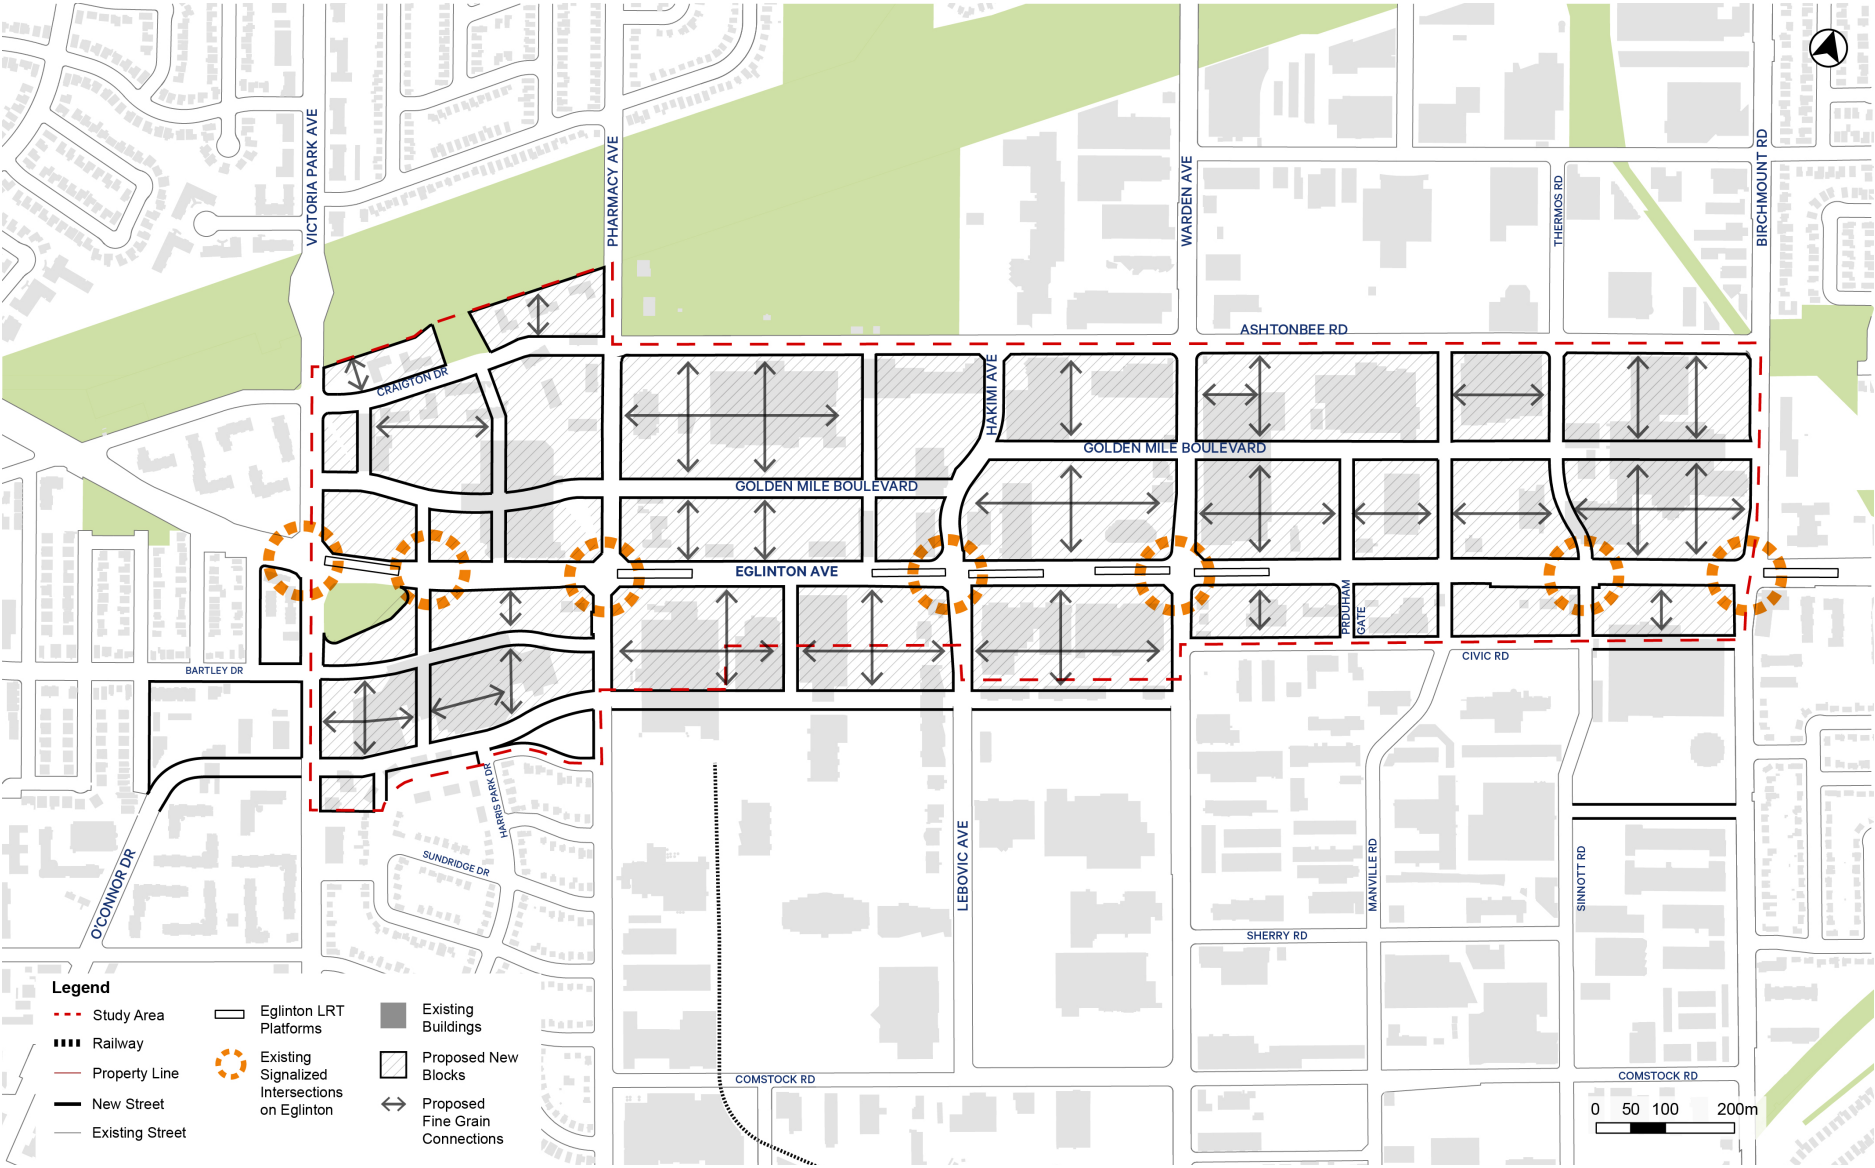 VICTORIA PARK AVE
PHARMACY AVE
WARDEN AVE
THERMOS RD
BIRCHMOUNT RD
ASHTONBEE RD
CRAIGTON DR
HAKIMI AVE
GOLDEN MILE BOULEVARD
GOLDEN MILE BOULEVARD
EGLINTON AVE
PRDUHAM
GATE
BARTLEY DR
CIVIC RD
HARRIS PARK DR
SUNDRIDGE DR
O'CONNOR DR
LEBOVIC AVE
MANVILLE RD
SINNOTT RD
SHERRY RD
COMSTOCK RD
COMSTOCK RD
Legend
Study Area
Railway
Property Line
New Street
Existing Street
Eglinton LRT
Platforms
Existing
Signalized
Intersections
on Eglinton
Existing
Buildings
Proposed New
Blocks
Proposed
Fine Grain
Connections
0 50 100 200m